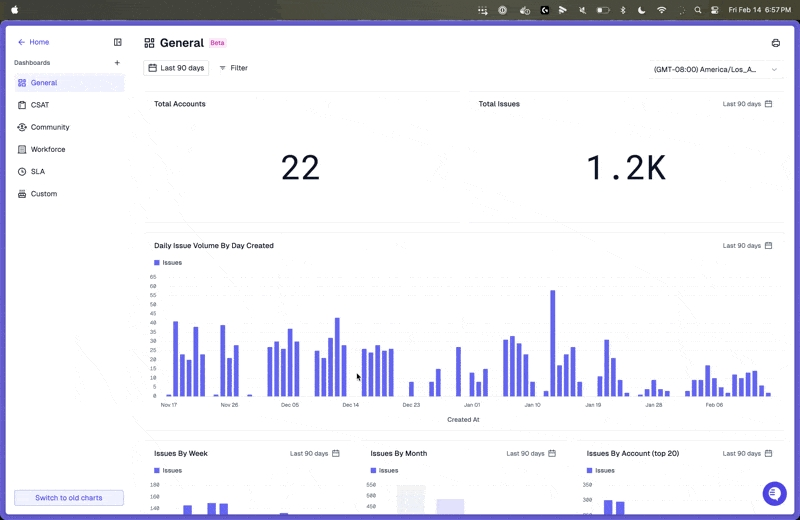 Fri Feb 14 6:57 PM
Home
Dashboards
General
CSAT
Community
Workforce
SLA
Custom
Switch to old charts
General Beta
Last 90 days Filter
(GMT-08:00) America/Los_A...
Total Accounts
22
Total Issues Last 90 days
1.2K
Daily Issue Volume By Day Created Last 90 days
Issues
65
60
55
50
45
40
35
30
25
20
15
10
5
0
Nov 17 Nov 26 Dec 05 Dec 14 Dec 23 Jan 01 Jan 10 Jan 19 Jan 28 Feb 06
Created At
Issues By Week Last 90 days
Issues
180
160
140
Issues By Month Last 90 days
Issues
550
500
450
Issues By Account (top 20) Last 90 days
Issues
350
300